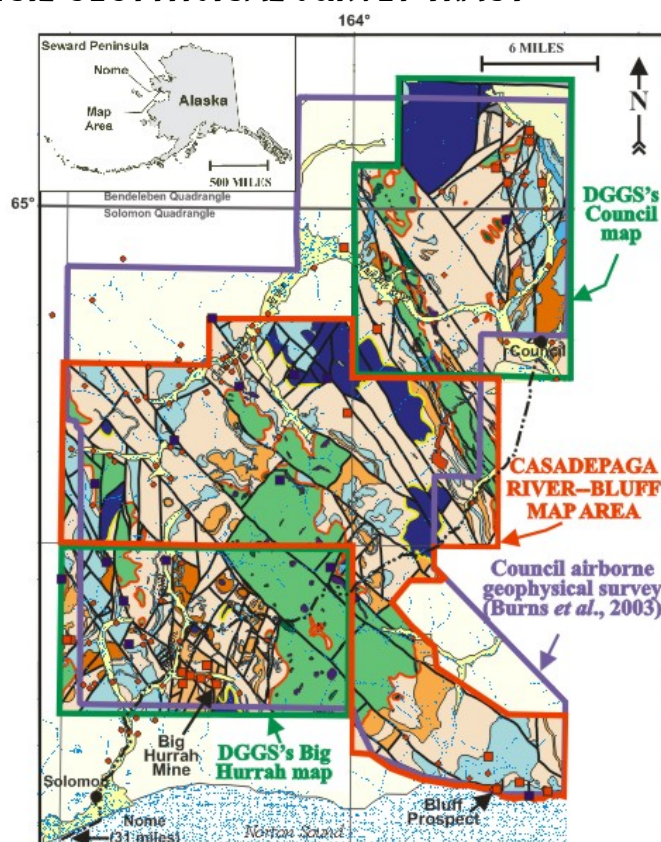 164°
Seward Peninsula
Nome
Map
Area
Alaska
500 MILES
6 MILES
N
65°
Bendeleben Quadrangle
Solomon Quadrangle
DGGS's
Council
map
Council
CASADEPAGA
RIVER–BLUFF
MAP AREA
Council airborne
geophysical survey
(Burns et al., 2003)
Big
Hurrah
Mine
DGGS's Big
Hurrah map
Solomon
Bluff
Prospect
Nome
(31 miles)
Norton Sound